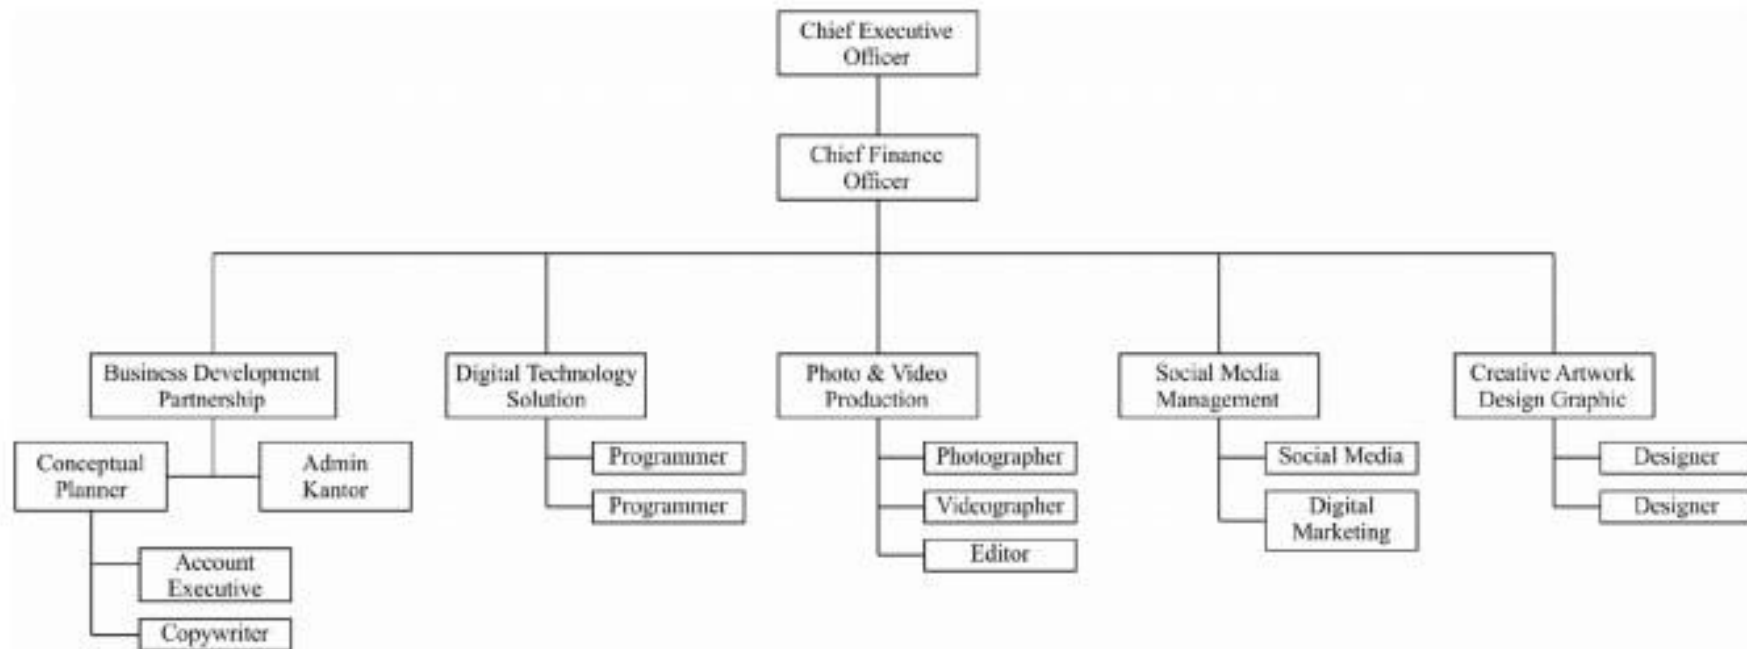 Chief Executive
Officer
Chief Finance
Officer
Business Development
Partnership
Digital Technology
Solution
Photo & Video
Production
Social Media
Management
Creative Artwork
Design Graphic
Conceptual
Planner
Admin
Kantor
Account
Executive
Copywriter
Programmer
Programmer
Photographer
Videographer
Editor
Social Media
Digital
Marketing
Designer
Designer